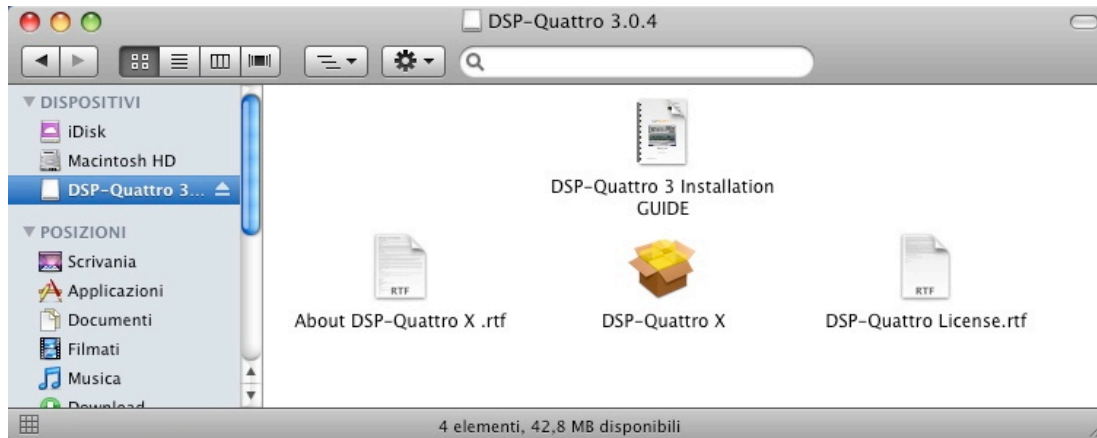 DSP-Quattro 3.0.4
DISPOSITIVI
iDisk
Macintosh HD
DSP-Quattro 3...
POSIZIONI
Scrivania
Applicazioni
Documenti
Filmati
Musica
Download
DSP-Quattro 3 Installation
GUIDE
RTF
RTF
About DSP-Quattro X .rtf
DSP-Quattro X
DSP-Quattro License.rtf
4 elementi, 42,8 MB disponibili